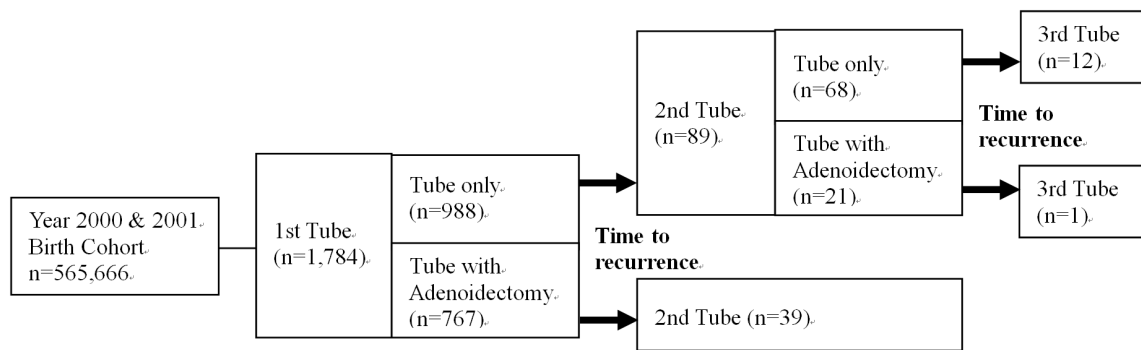 Year 2000 & 2001
Birth Cohort
n=565,666
1st Tube
(n=1,784)
Tube only
(n=988)
Tube with
Adenoidectomy
(n=767)
Time to
recurrence
2nd Tube
(n=89)
Tube only
(n=68)
Tube with
Adenoidectomy
(n=21)
2nd Tube (n=39)
Time to
recurrence
3rd Tube
(n=12)
3rd Tube
(n=1)